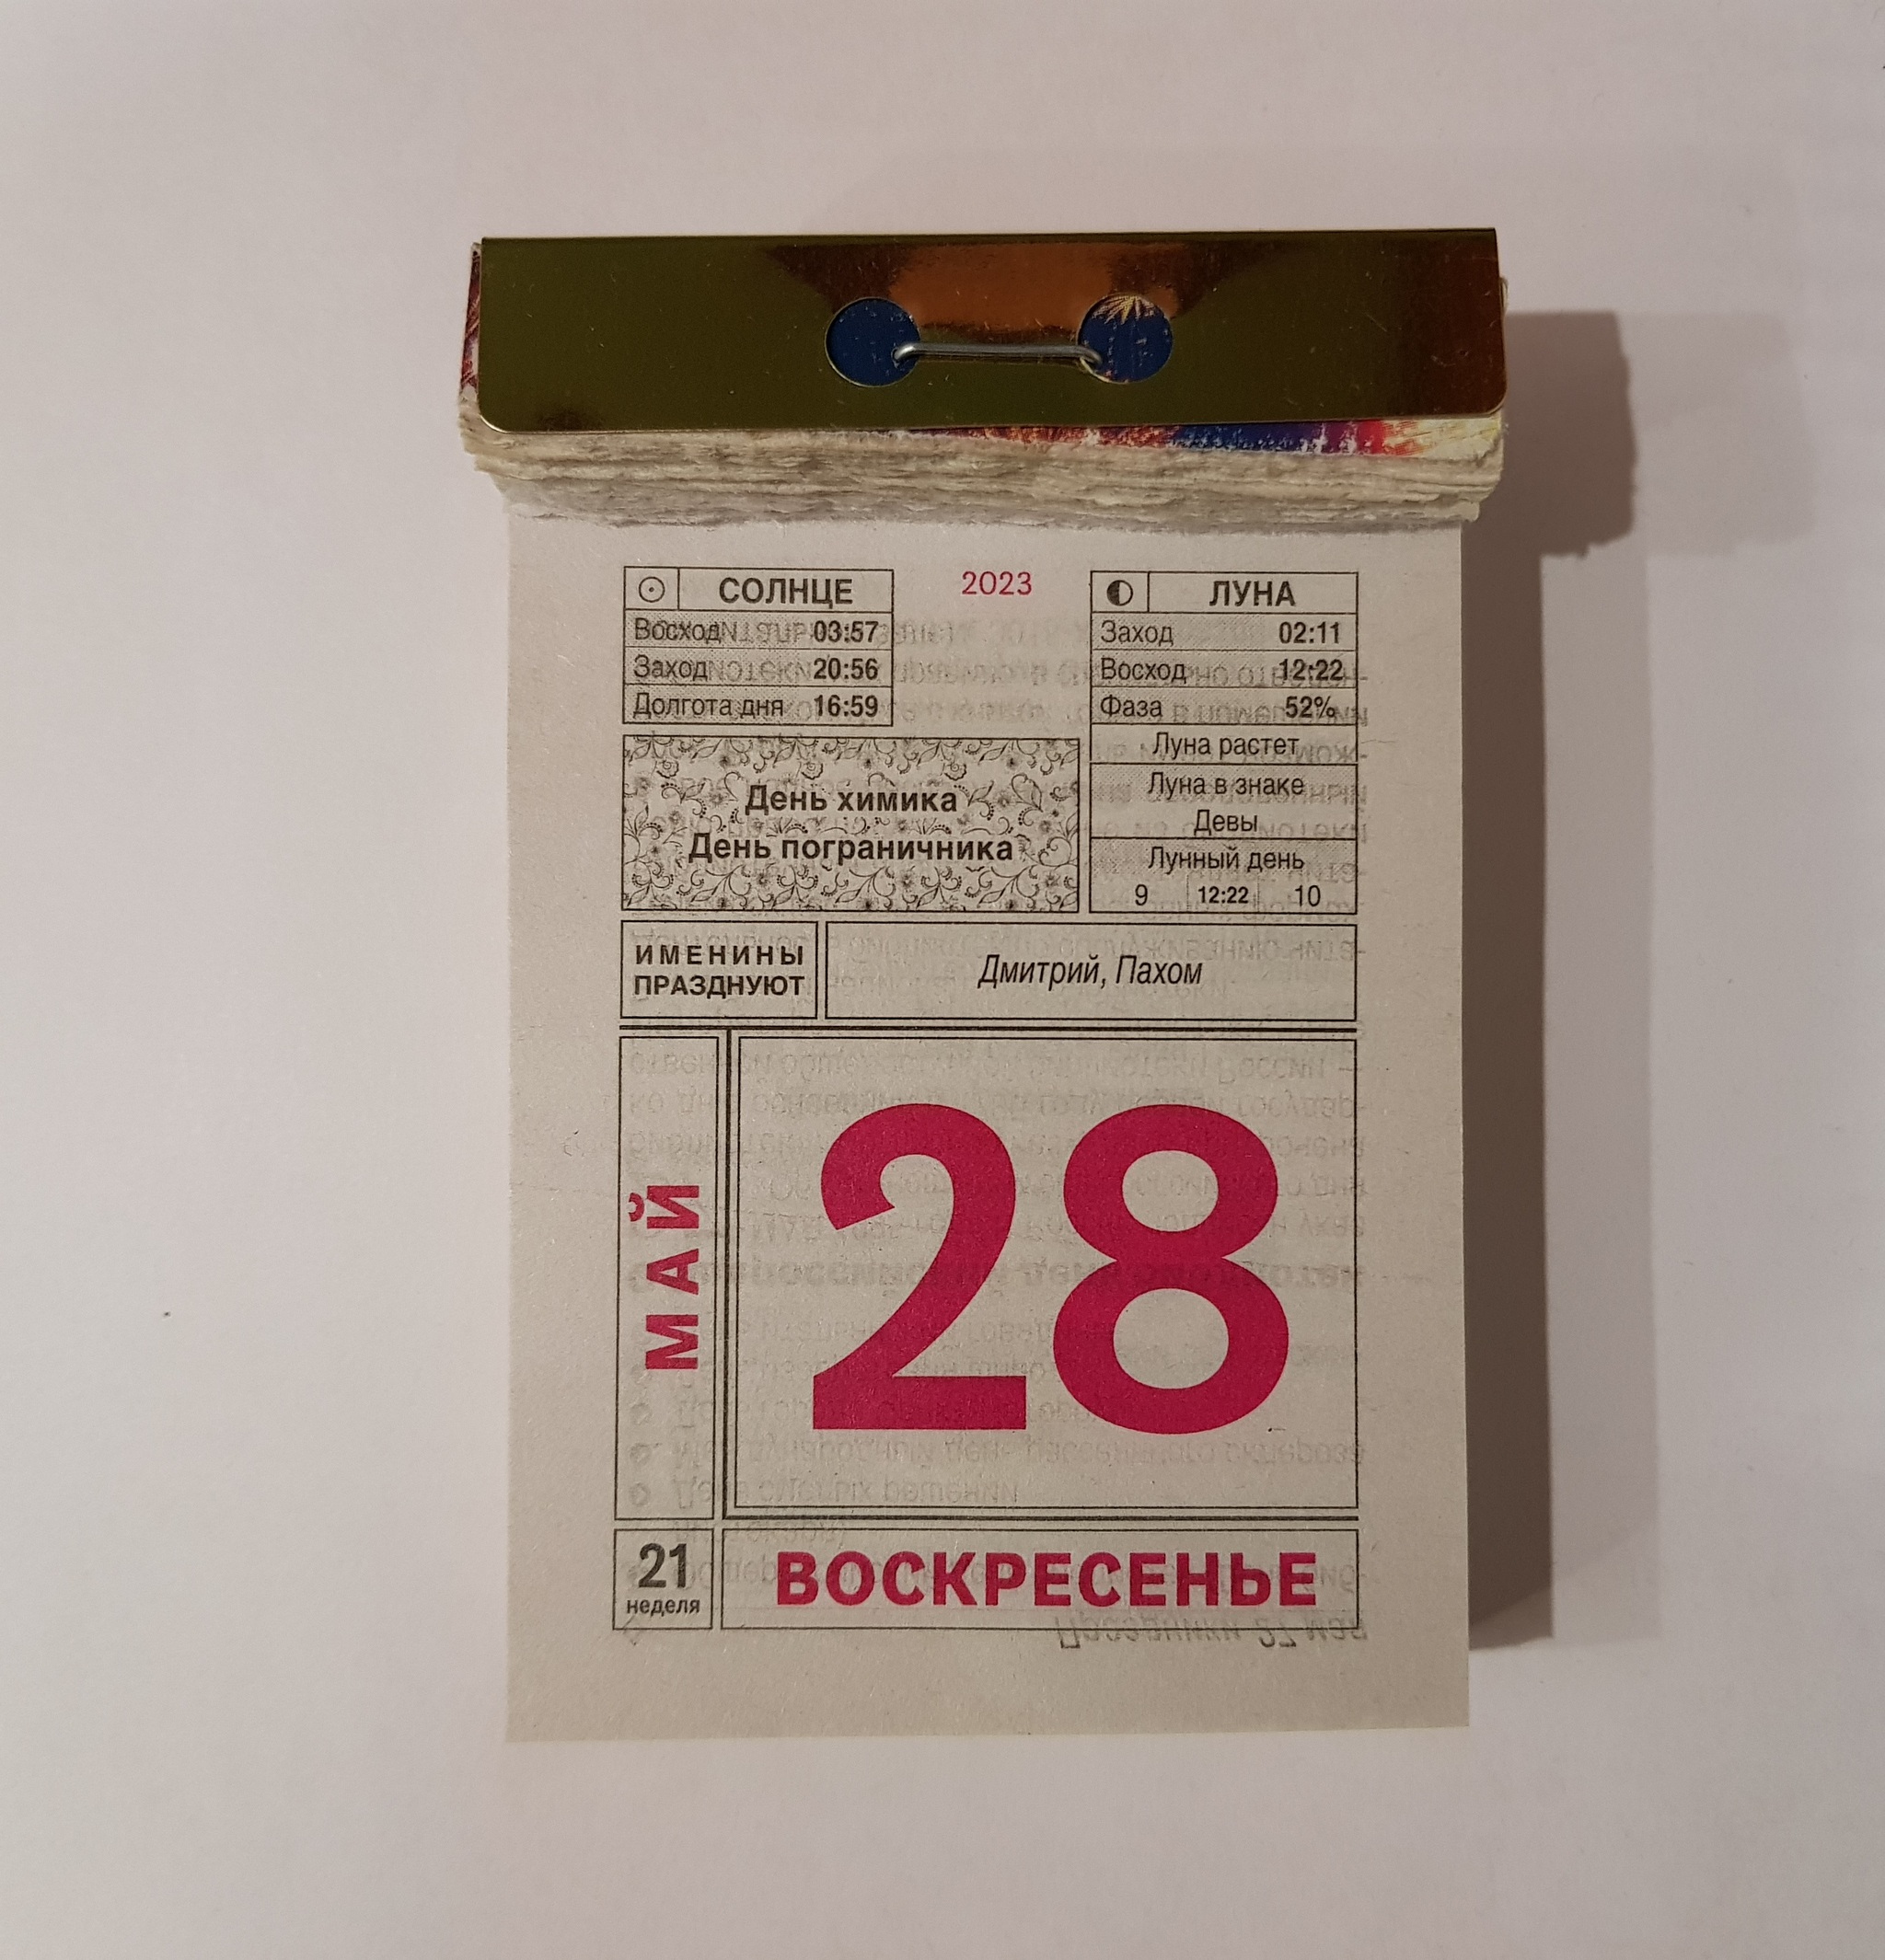 2023
СОЛНЦЕ
Восход 03:57
Заход 20:56
Долгота дня 16:59
ЛУНА
Заход 02:11
Восход 12:22
Фаза 52%
Луна растет
Луна в знаке
Девы
Лунный день
9 12:22 10
День химика
День пограничника
ИМЕНИНЫ
ПРАЗДНУЮТ
Дмитрий, Пахом
МАЙ
28
21
неделя
ВОСКРЕСЕНЬЕ